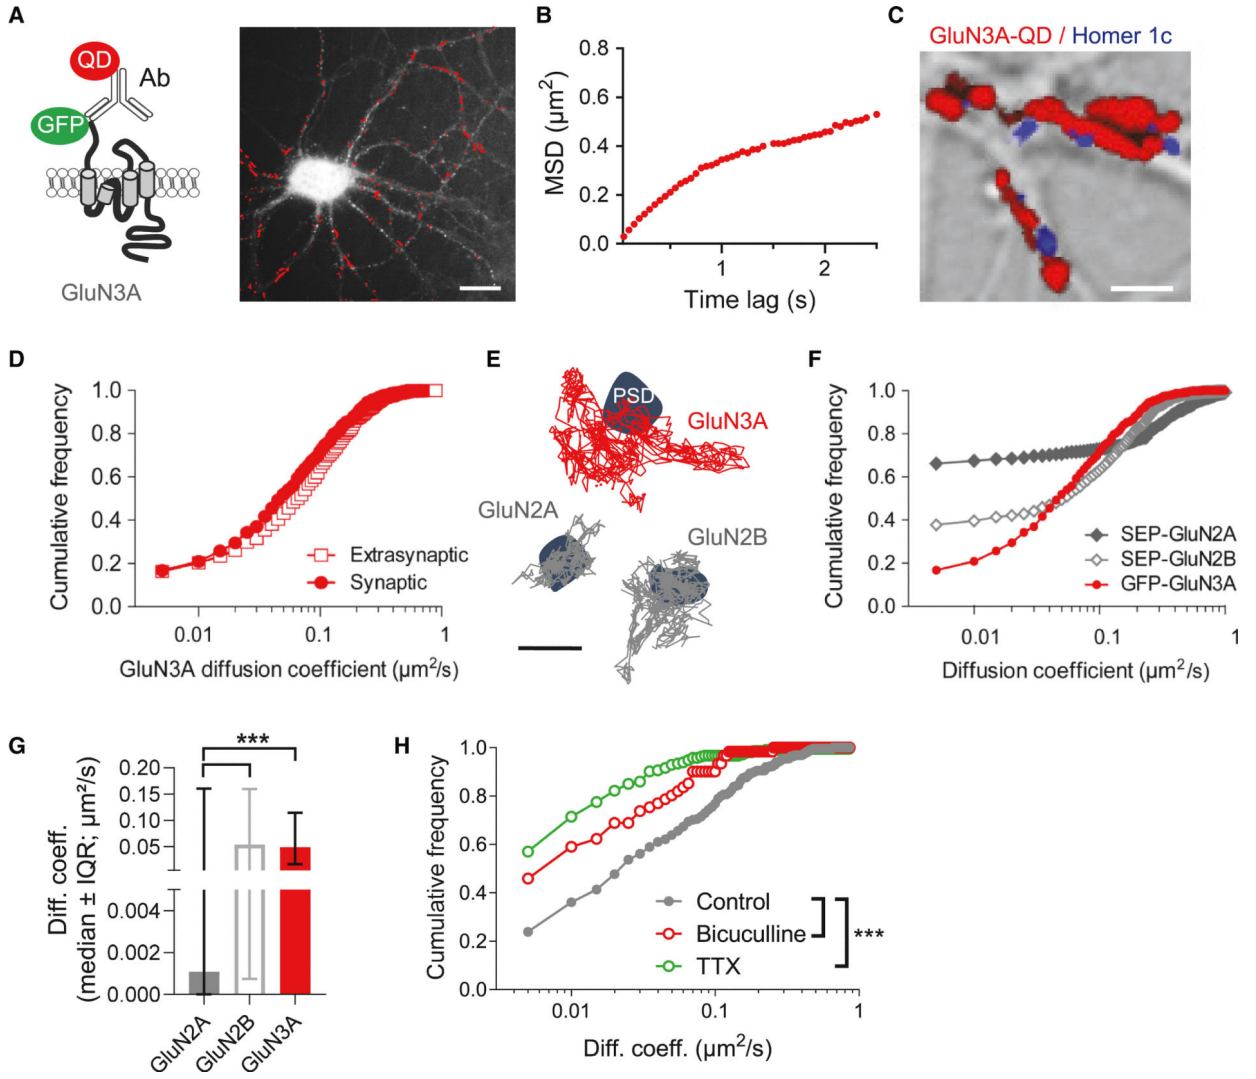 A
QD
Ab
GFP
GluN3A
B
MSD (µm²)
0.8
0.6
0.4
0.2
0.0
1
2
Time lag (s)
C
GluN3A-QD / Homer 1c
D
Cumulative frequency
1.0
0.8
0.6
0.4
0.2
0.0
Extrasynaptic
Synaptic
0.01
0.1
1
GluN3A diffusion coefficient (µm²/s)
E
PSD
GluN3A
GluN2A
GluN2B
F
Cumulative frequency
1.0
0.8
0.6
0.4
0.2
0.0
SEP-GluN2A
SEP-GluN2B
GFP-GluN3A
0.01
0.1
1
Diffusion coefficient (µm²/s)
G
***
Diff. coeff.
(median ± IQR; µm²/s)
0.20
0.15
0.10
0.05
0.004
0.002
0.000
GluN2A
GluN2B
GluN3A
H
Cumulative frequency
1.0
0.8
0.6
0.4
0.2
0.0
Control
Bicuculline
TTX
***
0.01
0.1
1
Diff. coeff. (µm²/s)